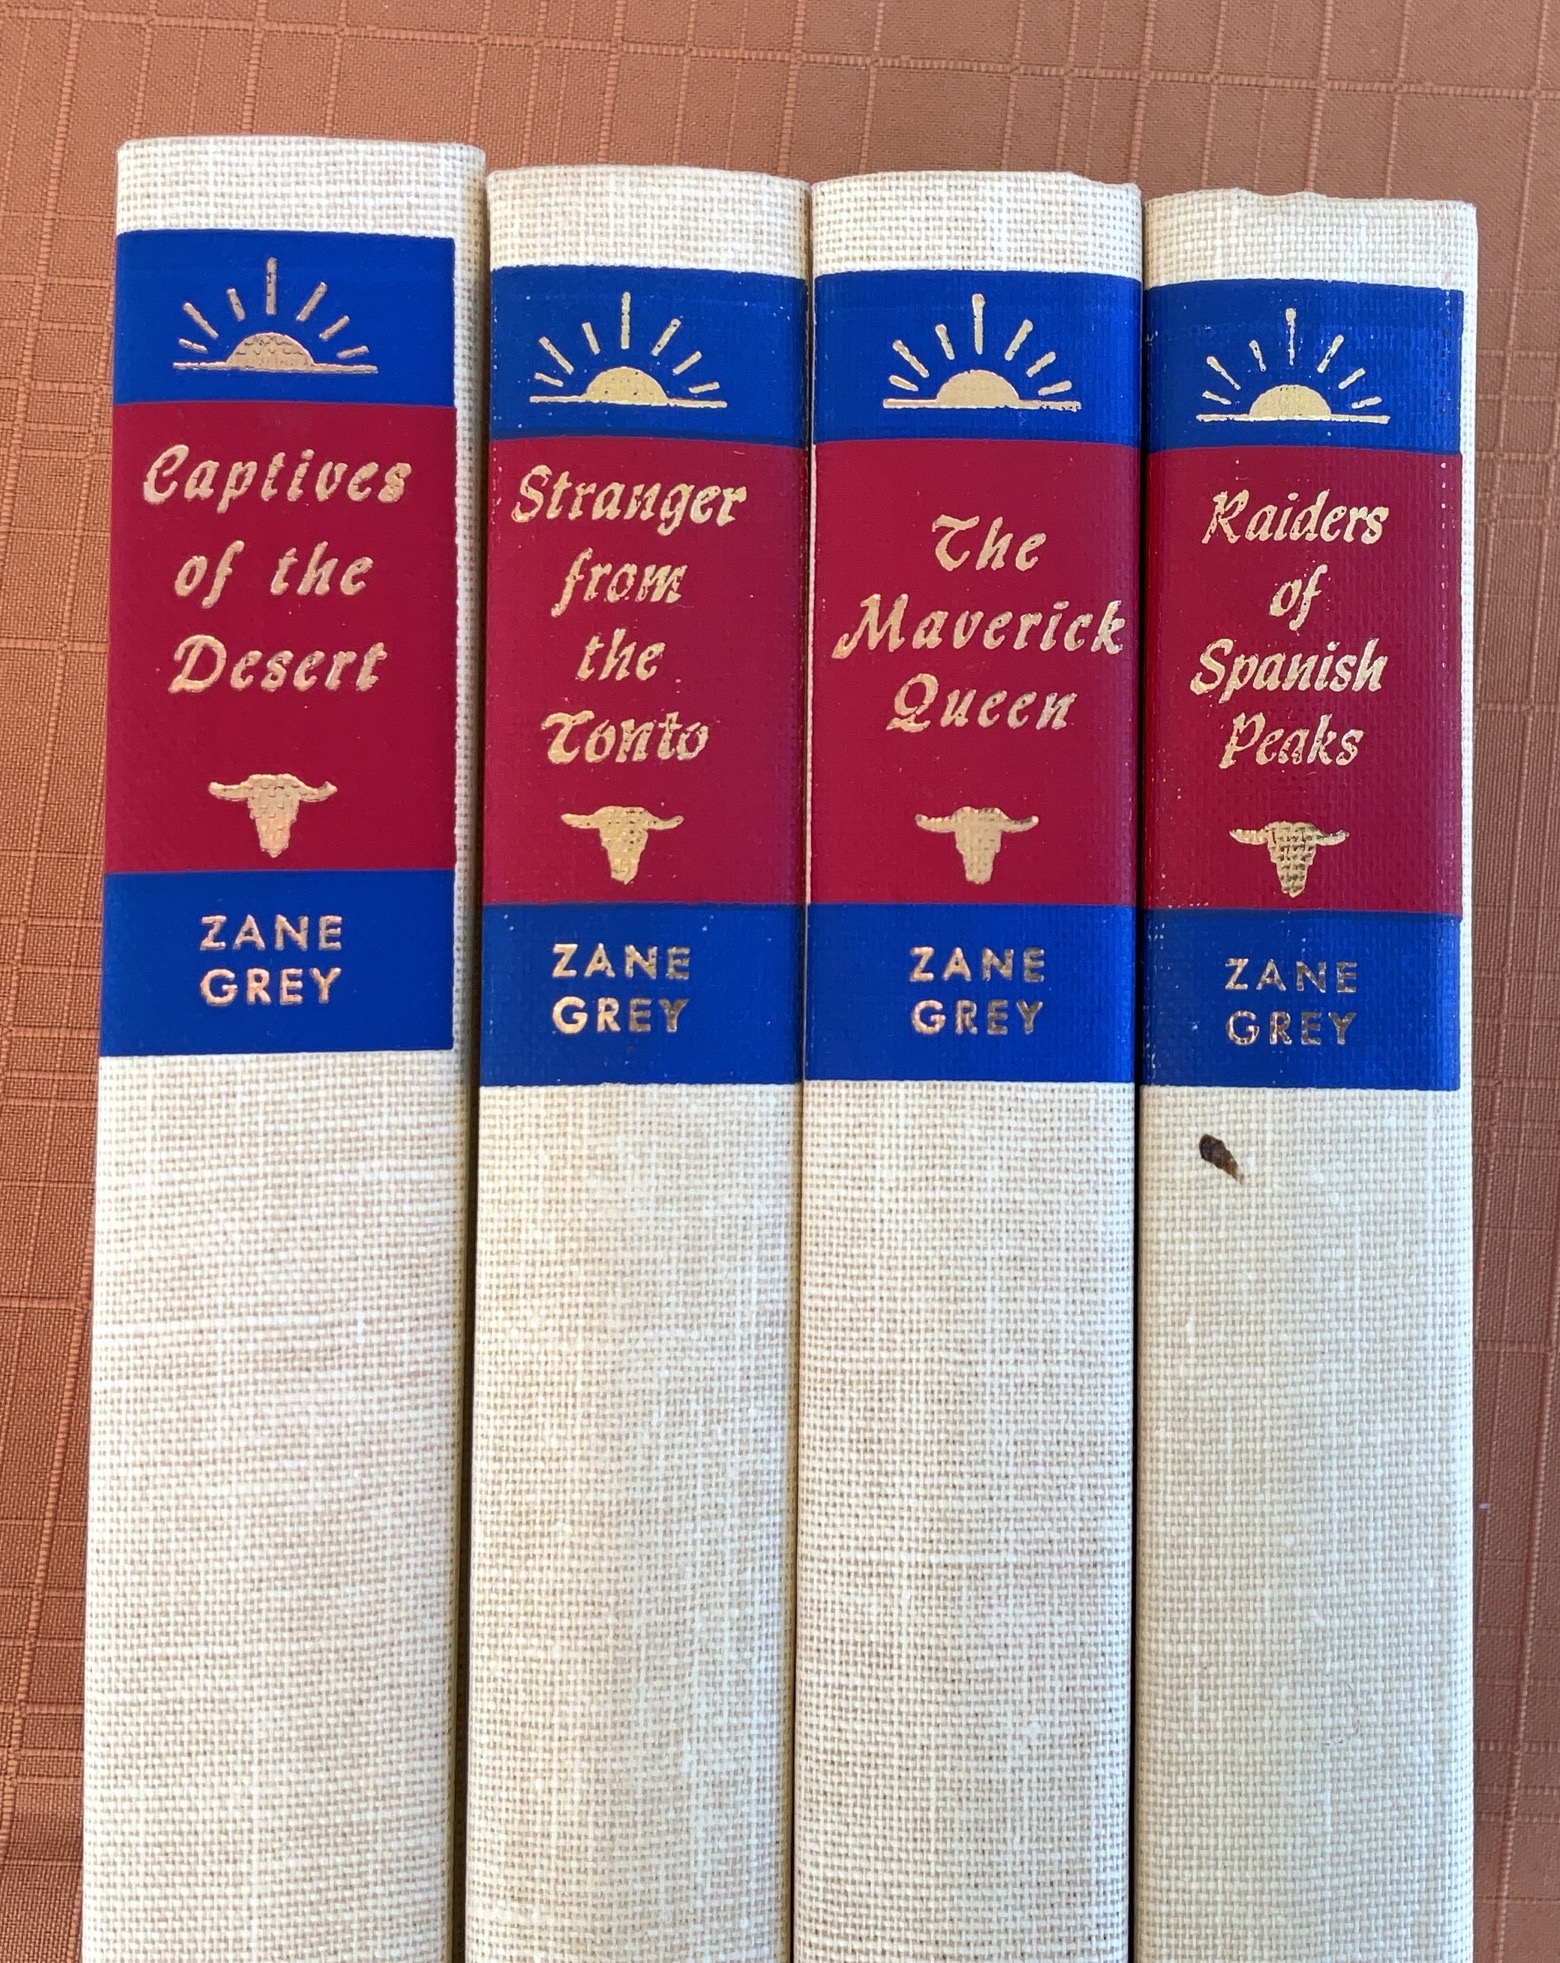 Captives
of the
Desert
ZANE
GREY
Stranger
from
the
Tonto
ZANE
GREY
The
Maverick
Queen
ZANE
GREY
Raiders
of
Spanish
Peaks
ZANE
GREY